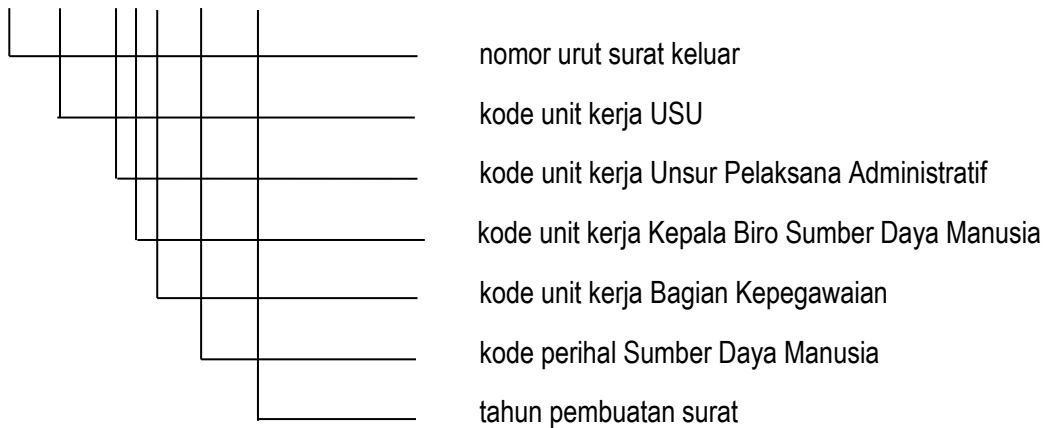 nomor urut surat keluar
kode unit kerja USU
kode unit kerja Unsur Pelaksana Administratif
kode unit kerja Kepala Biro Sumber Daya Manusia
kode unit kerja Bagian Kepegawaian
kode perihal Sumber Daya Manusia
tahun pembuatan surat